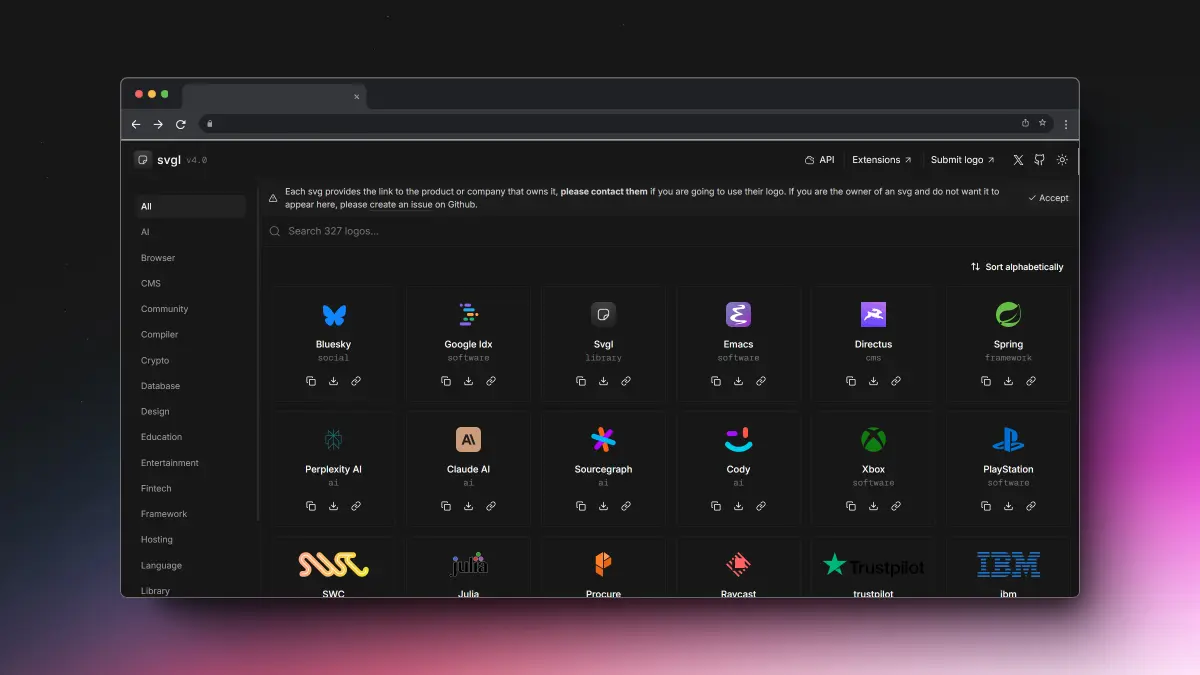 svgl v4.0
API
Extensions
Submit logo
Each svg provides the link to the product or company that owns it, please contact them if you are going to use their logo. If you are the owner of an svg and do not want it to
appear here, please create an issue on Github.
Accept
Search 327 logos...
Sort alphabetically
All
AI
Browser
CMS
Community
Compiler
Crypto
Database
Design
Education
Entertainment
Fintech
Framework
Hosting
Language
Library
Bluesky
social
Google Idx
software
Svgl
library
Emacs
software
Directus
cms
Spring
framework
Perplexity AI
ai
Claude AI
ai
Sourcegraph
ai
Cody
ai
Xbox
software
PlayStation
software
SWC
SWC
julia
Julia
Procure
Raycast
Trustpilot
trustpilot
IBM
ibm